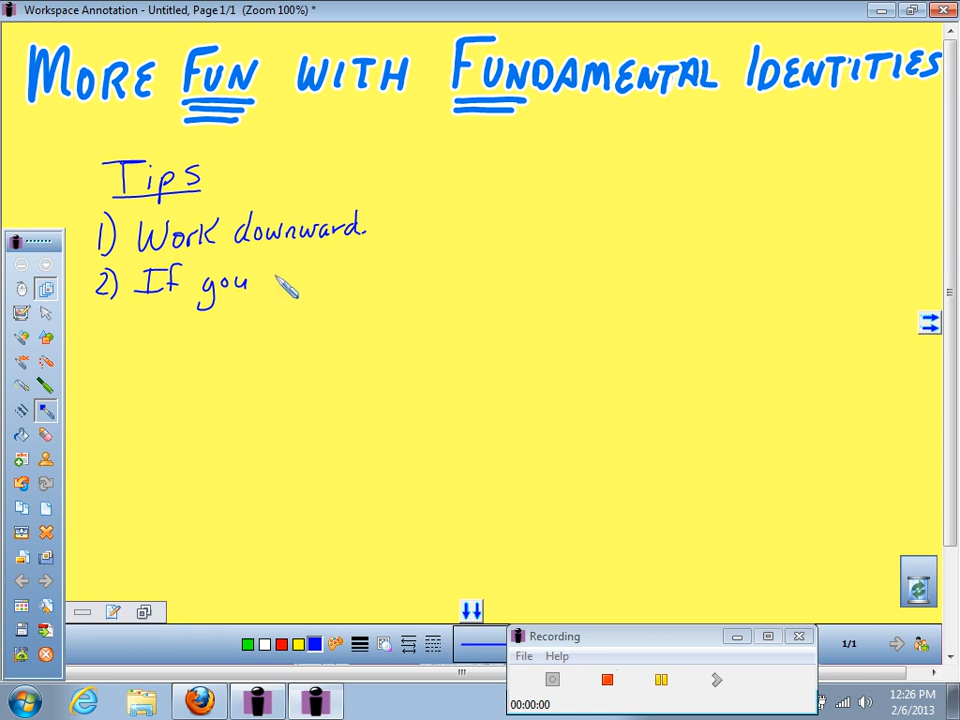 Workspace Annotation - Untitled, Page 1/1 (Zoom 100%) *
MORE FUN WITH FUNDAMENTAL IDENTITIES
Tips
1) Work downward.
2) If you
Recording
File Help
00:00:00
1/1
12:26 PM
2/6/2013